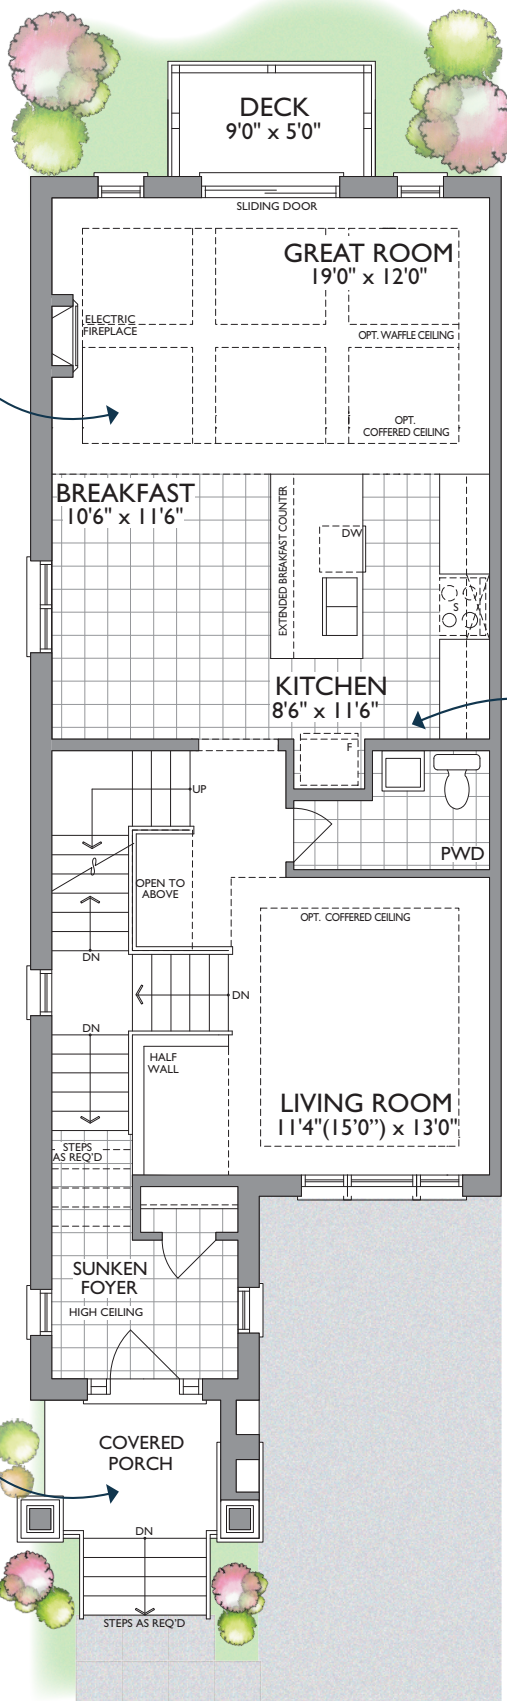 DECK
9'0" x 5'0"
SLIDING DOOR
GREAT ROOM
19'0" x 12'0"
ELECTRIC
FIREPLACE
OPT. WAFFLE CEILING
OPT.
COFFERED CEILING
BREAKFAST
10'6" x 11'6"
EXTENDED BREAKFAST COUNTER
DW
S
KITCHEN
8'6" x 11'6"
F
UP
PWD
OPEN TO
ABOVE
OPT. COFFERED CEILING
DN
DN
DN
HALF
WALL
LIVING ROOM
11'4"(15'0") x 13'0"
STEPS
AS REQ'D
SUNKEN
FOYER
HIGH CEILING
COVERED
PORCH
DN
STEPS AS REQ'D